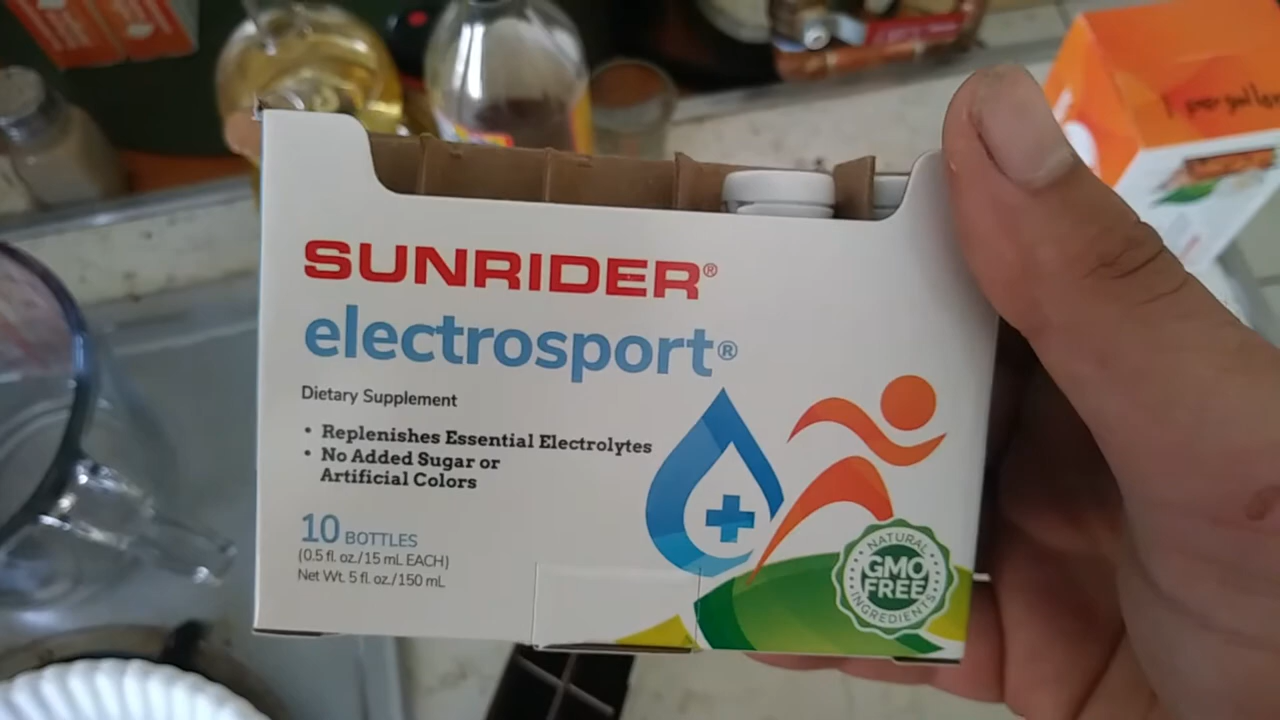 SUNRIDER®
electrosport®
Dietary Supplement
• Replenishes Essential Electrolytes
• No Added Sugar or
Artificial Colors
10 BOTTLES
(0.5 fl. oz./15 mL EACH)
Net Wt. 5 fl. oz./150 mL
NATURAL
GMO
FREE
INGREDIENTS